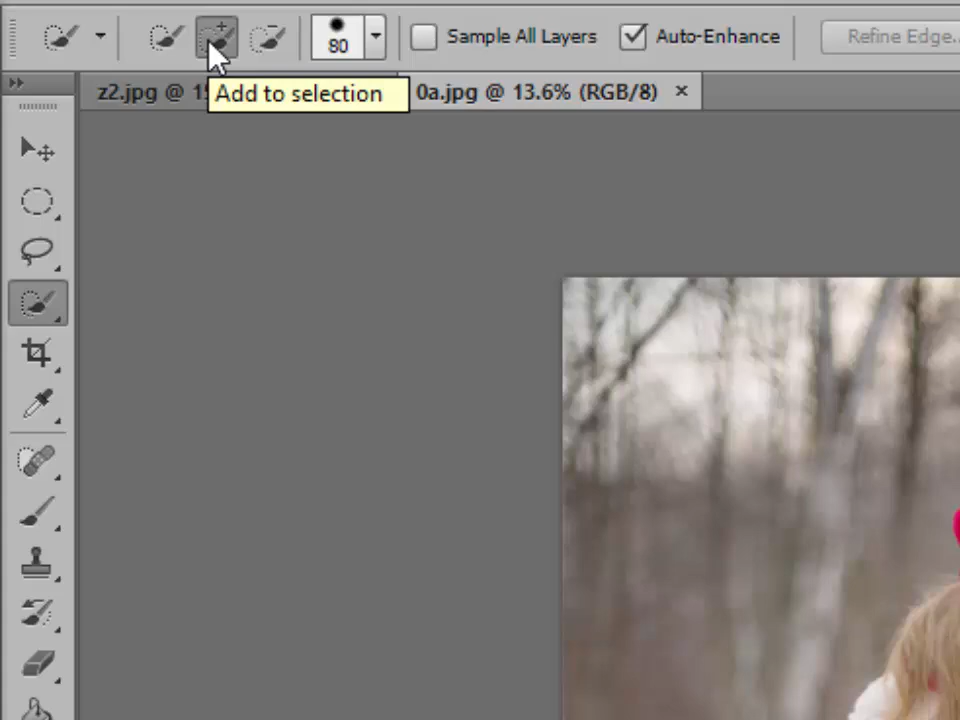 80
Sample All Layers
Auto-Enhance
Refine Edge..
z2.jpg @ 1
0a.jpg @ 13.6% (RGB/8) ×
Add to selection